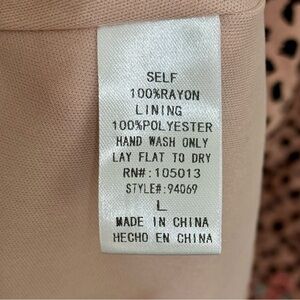 SELF
100%RAYON
LINING
100%POLYESTER
HAND WASH ONLY
LAY FLAT TO DRY
RN#:105013
STYLE#:94069
L
MADE IN CHINA
HECHO EN CHINA